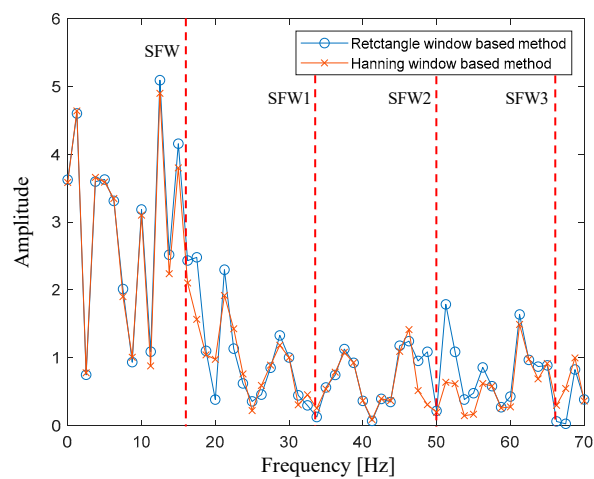 Retctangle window based method
Hanning window based method
SFW
SFW1
SFW2
SFW3
6
5
4
3
2
1
0
Amplitude
0 10 20 30 40 50 60 70
Frequency [Hz]